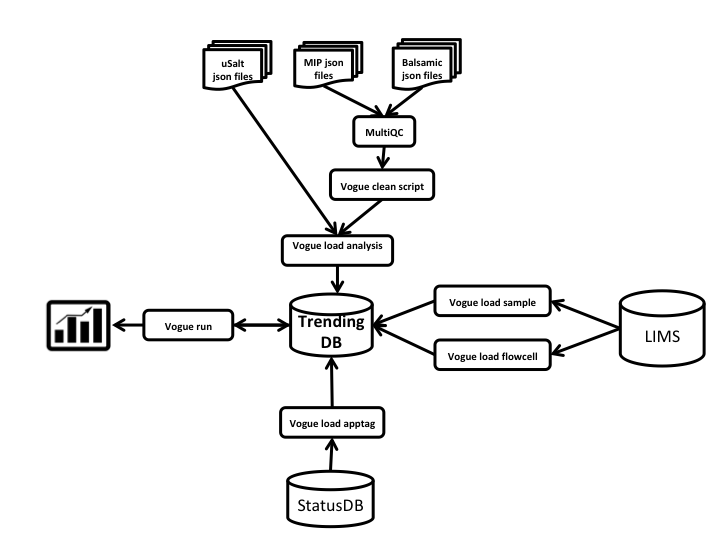 uSalt
json files
MIP json
files
Balsamic
json files
MultiQC
Vogue clean script
Vogue load analysis
Trending
DB
Vogue run
Vogue load sample
LIMS
Vogue load flowcell
Vogue load apptag
StatusDB